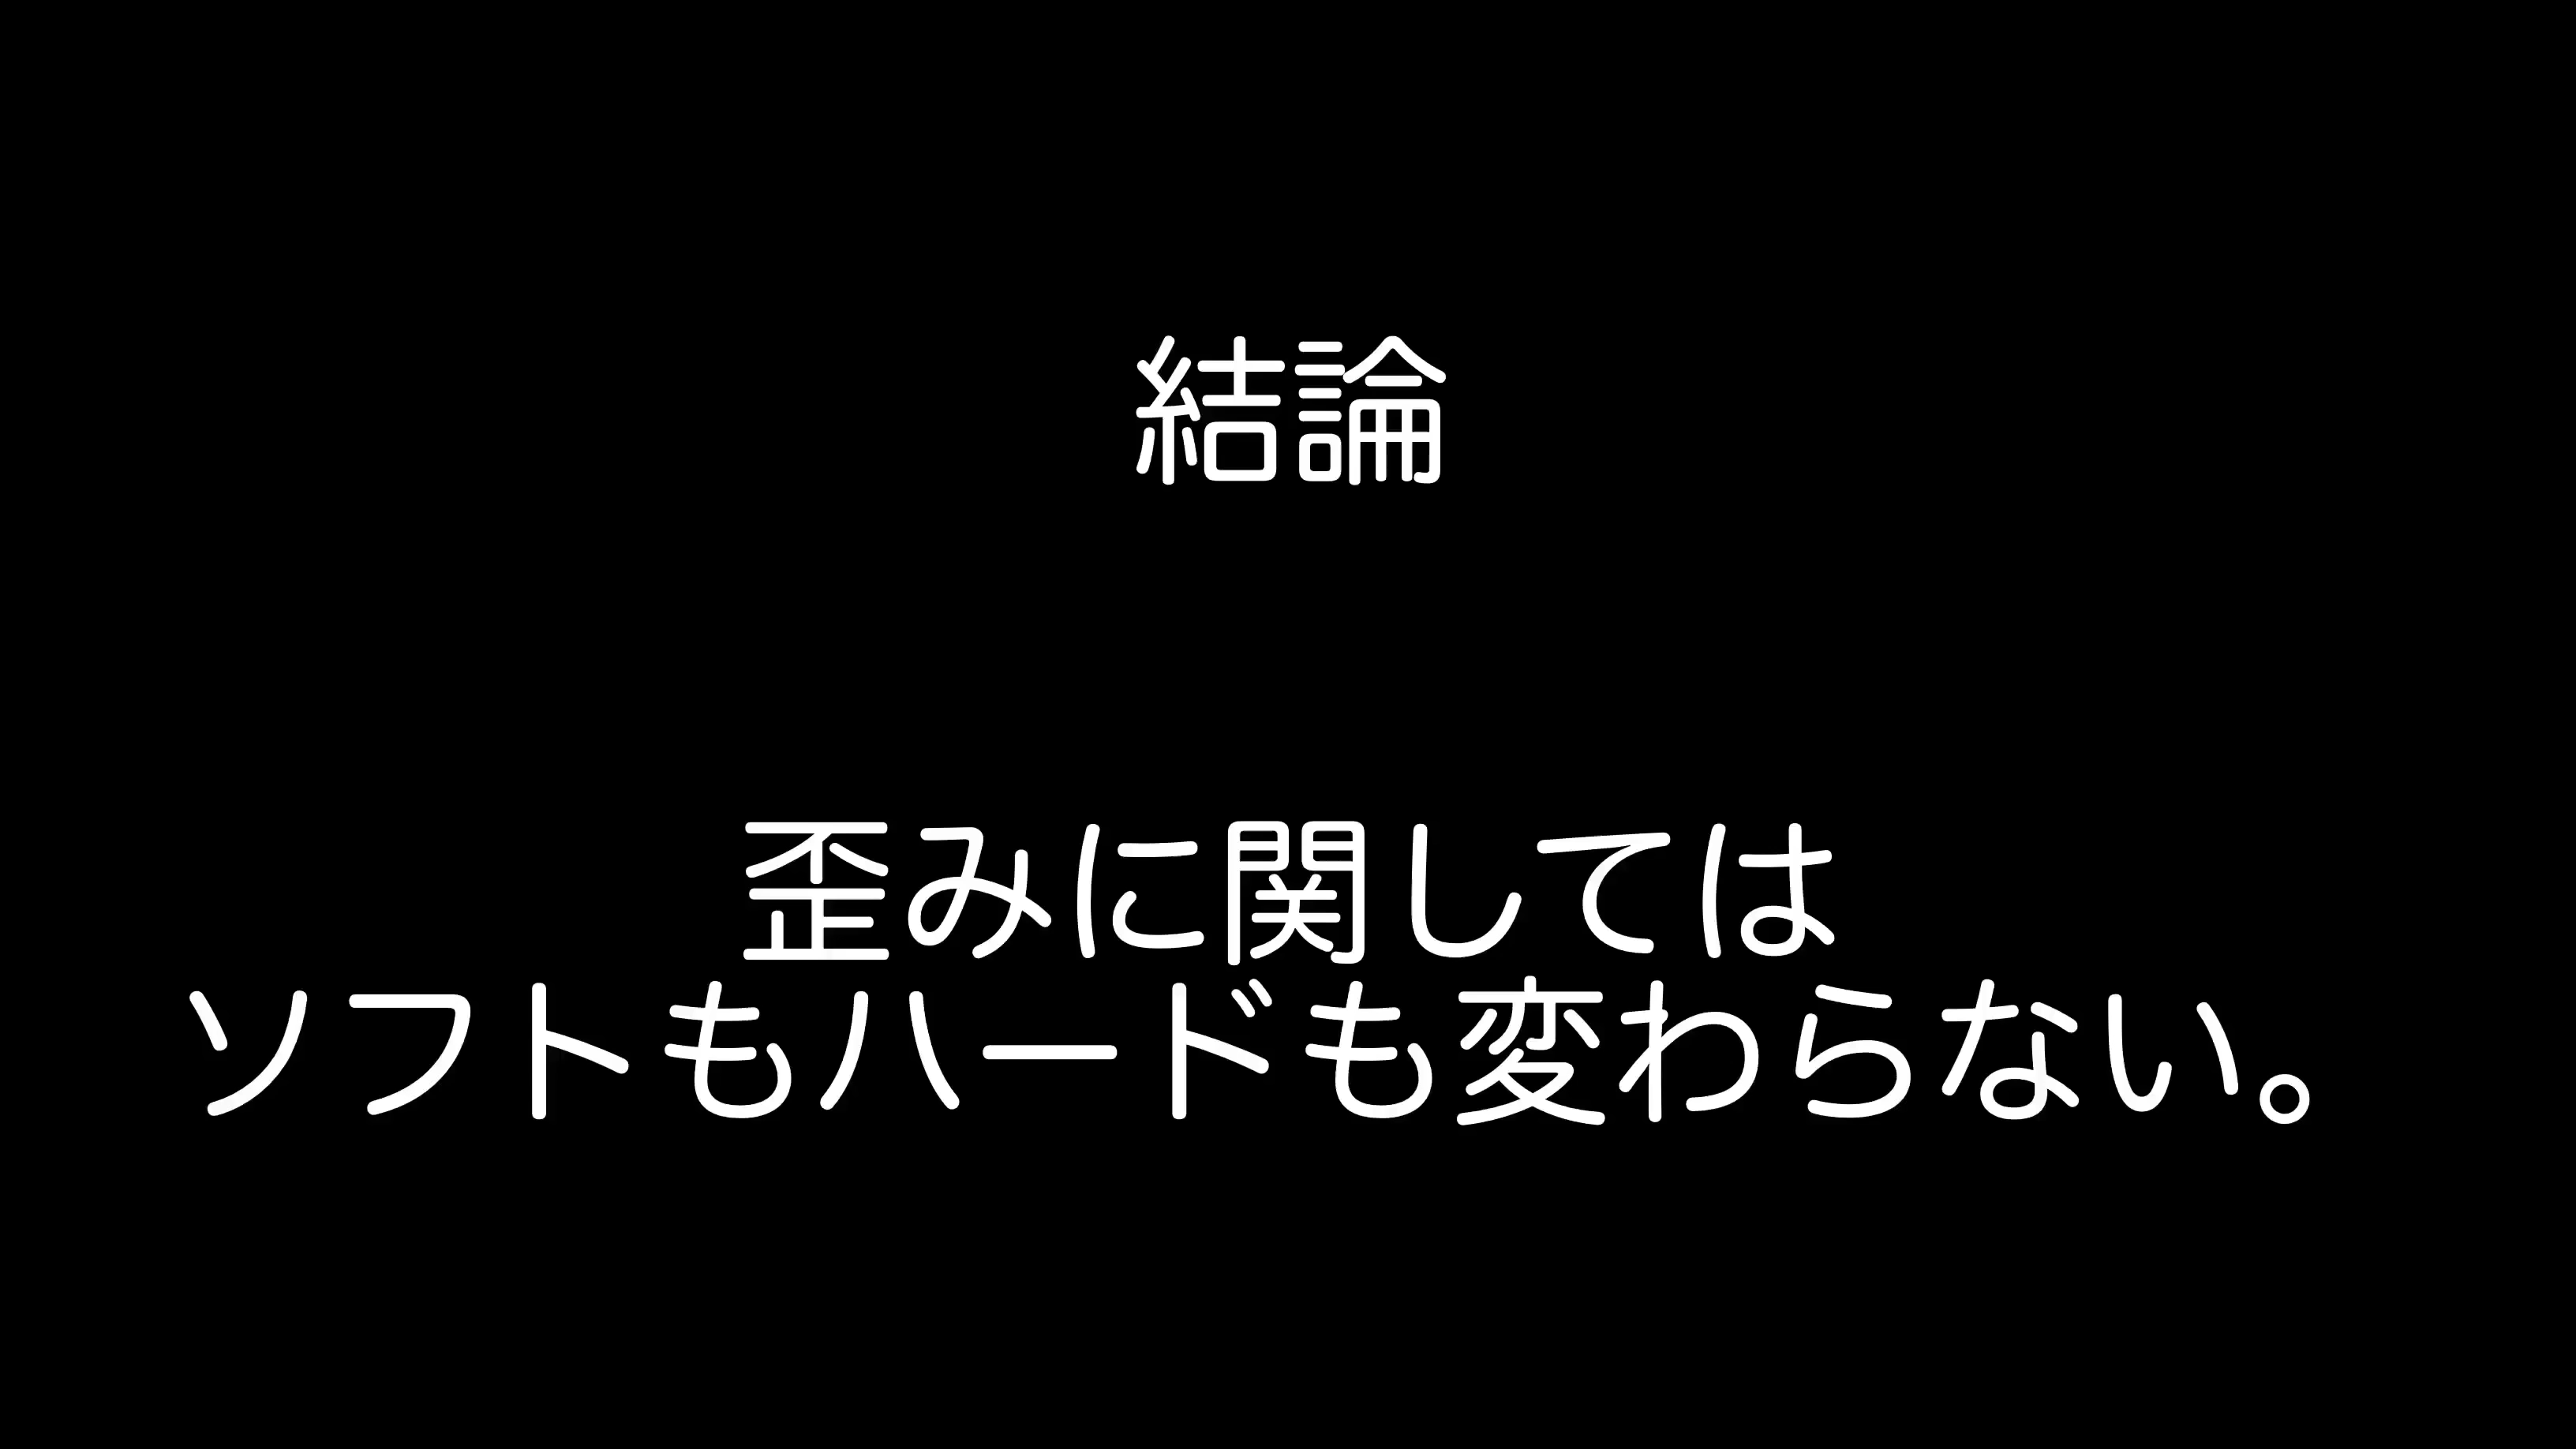 結論
歪みに関しては
ソフトもハードも変わらない。